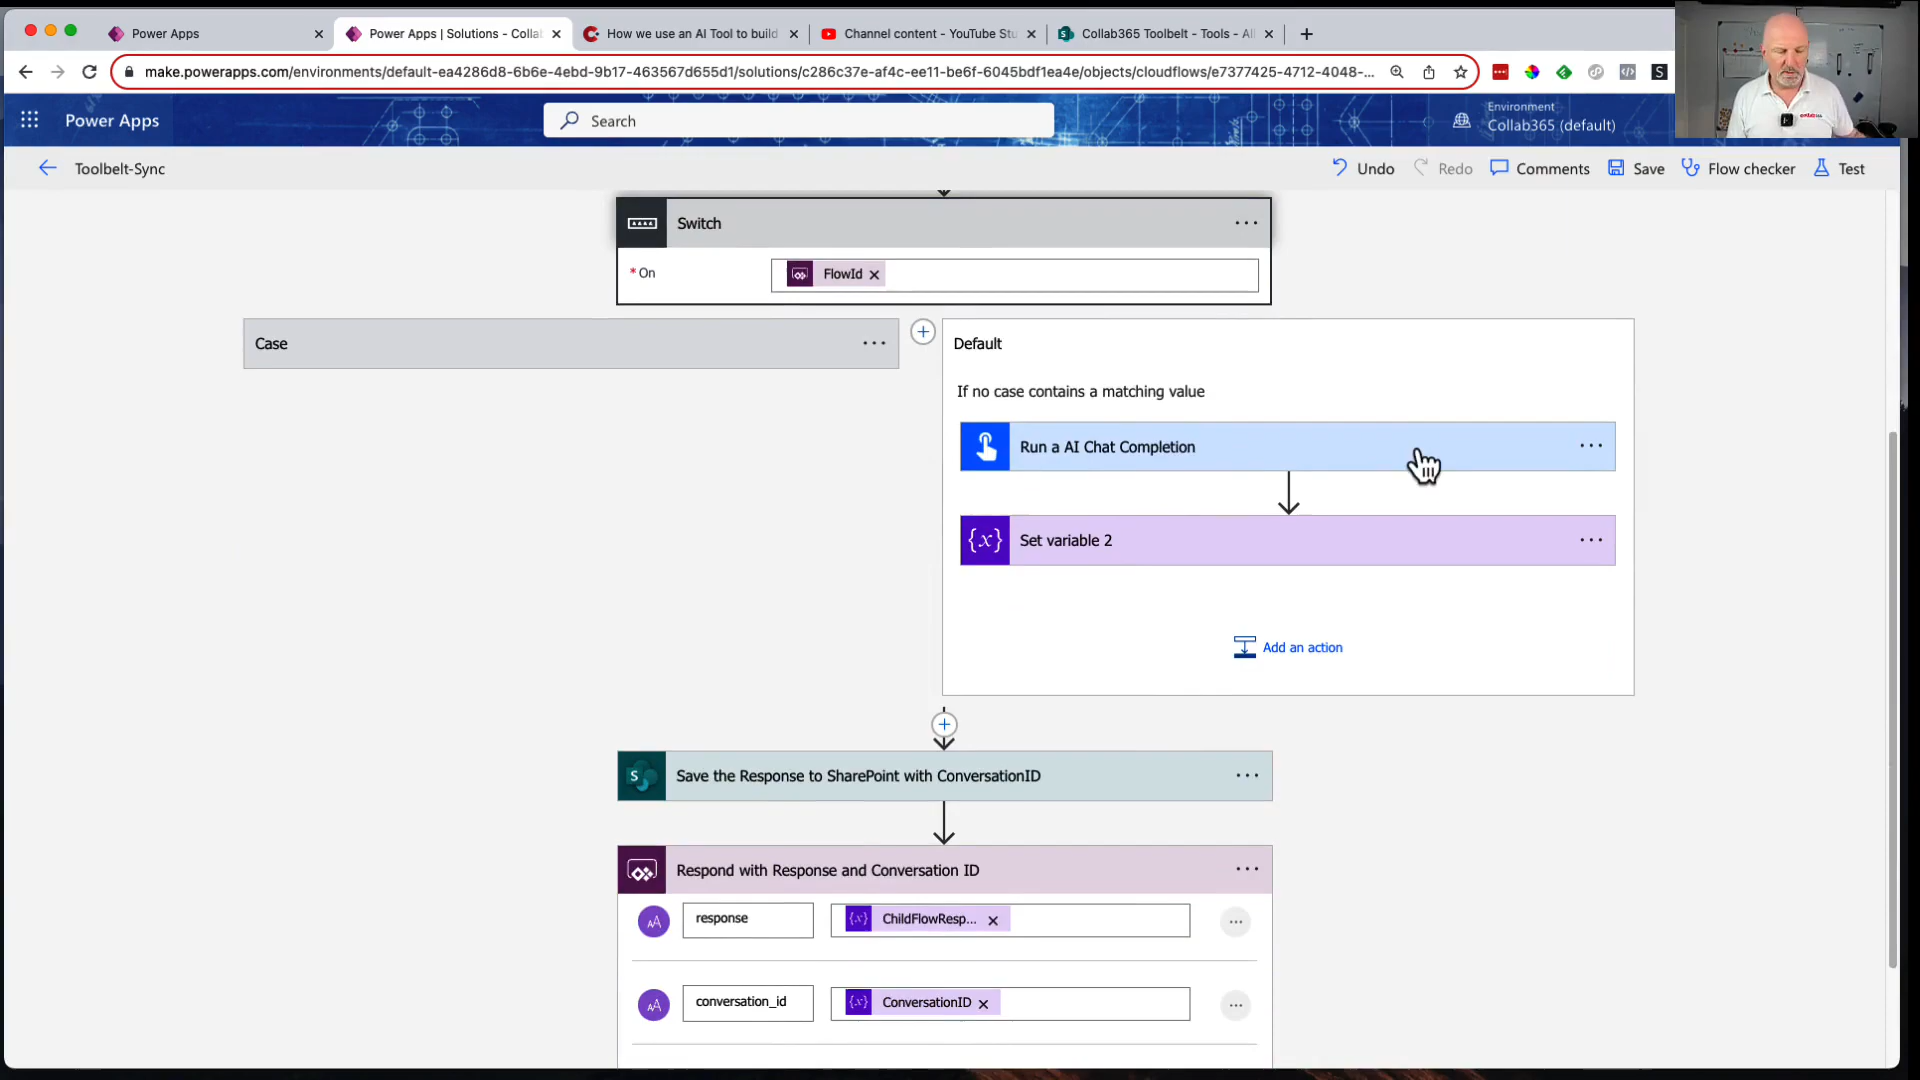 Power Apps
Power Apps | Solutions - Collab
How we use an AI Tool to build
Channel content - YouTube Stu
Collab365 Toolbelt - Tools - All
make.powerapps.com/environments/default-ea4286d8-6b6e-4ebd-9b17-463567d655d1/solutions/c286c37e-af4c-ee11-be6f-6045bdf1ea4e/objects/cloudflows/e7377425-4712-4048-...
Power Apps
Search
Environment
Collab365 (default)
Toolbelt-Sync
Undo
Redo
Comments
Save
Flow checker
Test
Switch
* On
FlowId
Case
Default
If no case contains a matching value
Run a AI Chat Completion
Set variable 2
Add an action
Save the Response to SharePoint with ConversationID
Respond with Response and Conversation ID
response
ChildFlowResp...
conversation_id
ConversationID